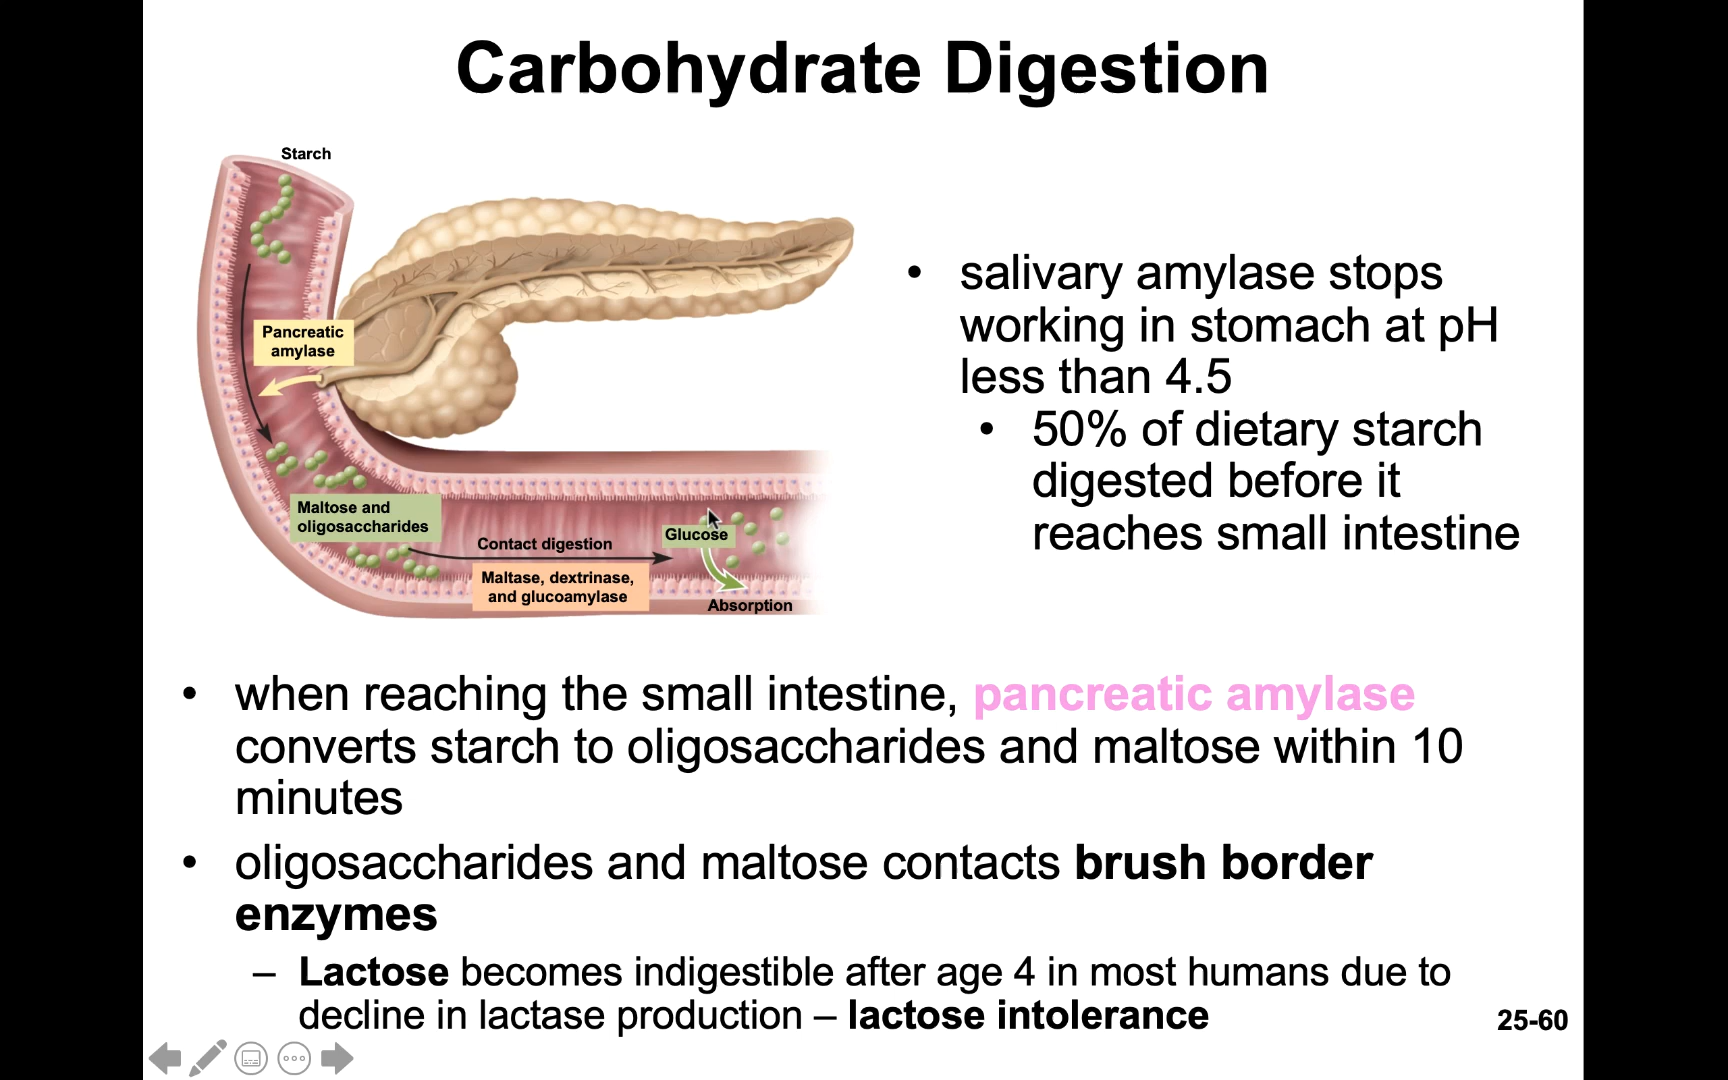 Carbohydrate Digestion
Starch
Pancreatic
amylase
Maltose and
oligosaccharides
Contact digestion
Maltase, dextrinase,
and glucoamylase
Glucose
Absorption
• salivary amylase stops
working in stomach at pH
less than 4.5
• 50% of dietary starch
digested before it
reaches small intestine
• when reaching the small intestine, pancreatic amylase
converts starch to oligosaccharides and maltose within 10
minutes
• oligosaccharides and maltose contacts brush border
enzymes
– Lactose becomes indigestible after age 4 in most humans due to
decline in lactase production – lactose intolerance
25-60